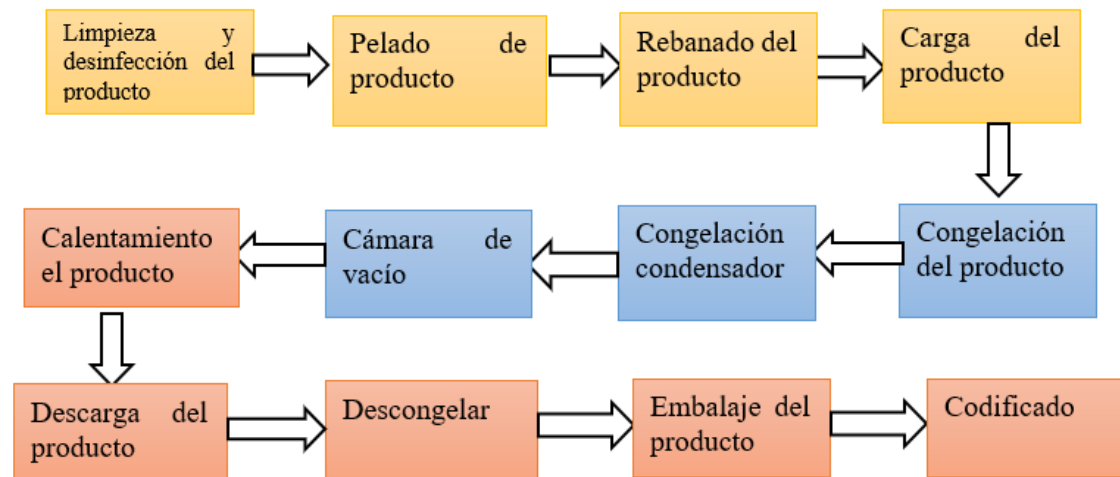 Limpieza y
desinfección del
producto
Pelado de
producto
Rebanado del
producto
Carga del
producto
Calentamiento
el producto
Cámara de
vacío
Congelación
condensador
Congelación
del producto
Descarga del
producto
Descongelar
Embalaje del
producto
Codificado